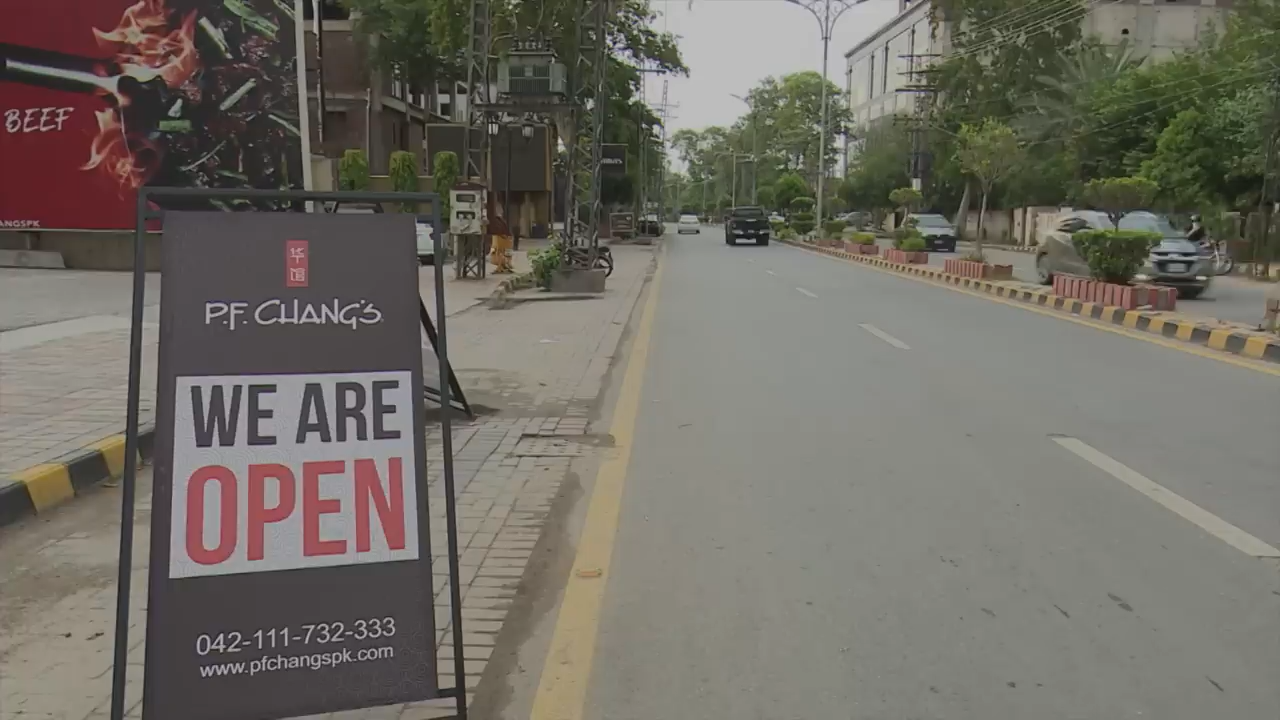 BEEF
ANGSPK
华
馆
P.F. CHANG'S
WE ARE
OPEN
042-111-732-333
www.pfchangspk.com